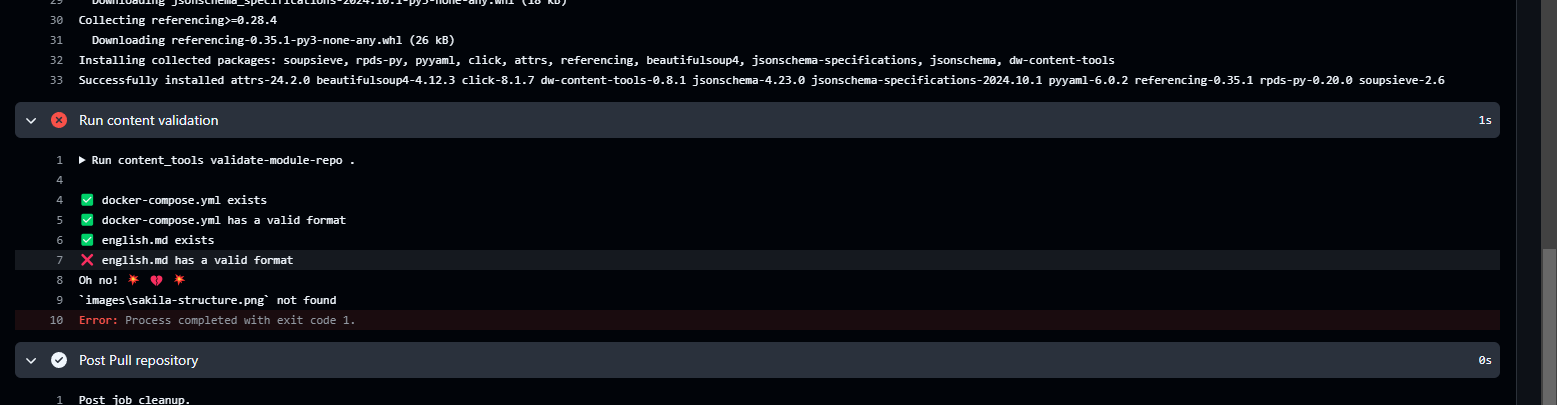 29 Downloading jsonschema_specifications-2024.10.1-py3-none-any.whl (18 kB)
30 Collecting referencing>=0.28.4
31 Downloading referencing-0.35.1-py3-none-any.whl (26 kB)
32 Installing collected packages: soupsieve, rpds-py, pyyaml, click, attrs, referencing, beautifulsoup4, jsonschema-specifications, jsonschema, dw-content-tools
33 Successfully installed attrs-24.2.0 beautifulsoup4-4.12.3 click-8.1.7 dw-content-tools-0.8.1 jsonschema-4.23.0 jsonschema-specifications-2024.10.1 pyyaml-6.0.2 referencing-0.35.1 rpds-py-0.20.0 soupsieve-2.6
Run content validation 1s
1 Run content_tools validate-module-repo .
4
4 docker-compose.yml exists
5 docker-compose.yml has a valid format
6 english.md exists
7 english.md has a valid format
8 Oh no! 💥 💔 💥
9 `images\sakila-structure.png` not found
10 Error: Process completed with exit code 1.
Post Pull repository 0s
1 Post job cleanup.